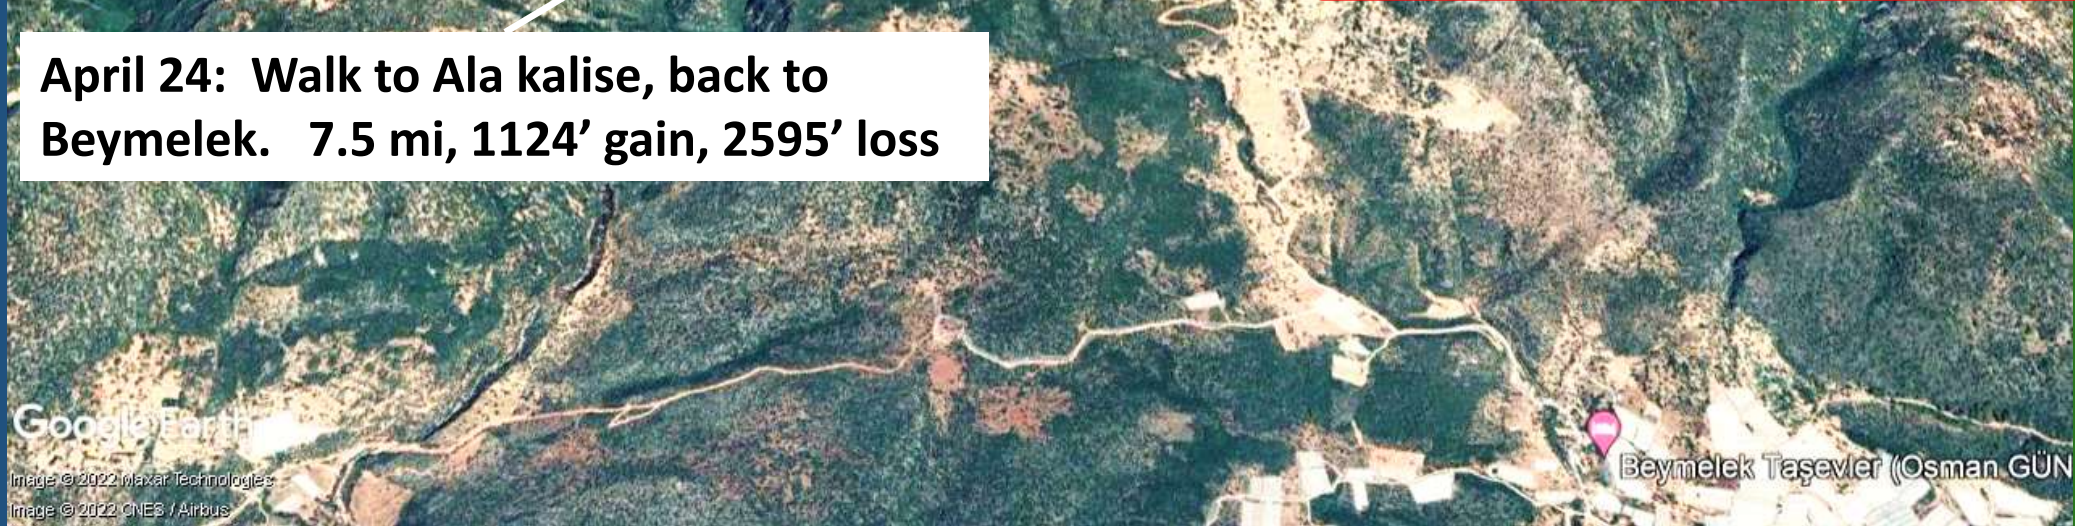 April 24:  Walk to Ala kalise, back to
Beymelek.   7.5 mi, 1124’ gain, 2595’ loss
Google Earth
Beymelek Taşevler (Osman GÜN
Image © 2022 Maxar Technologies
Image © 2022 CNES / Airbus